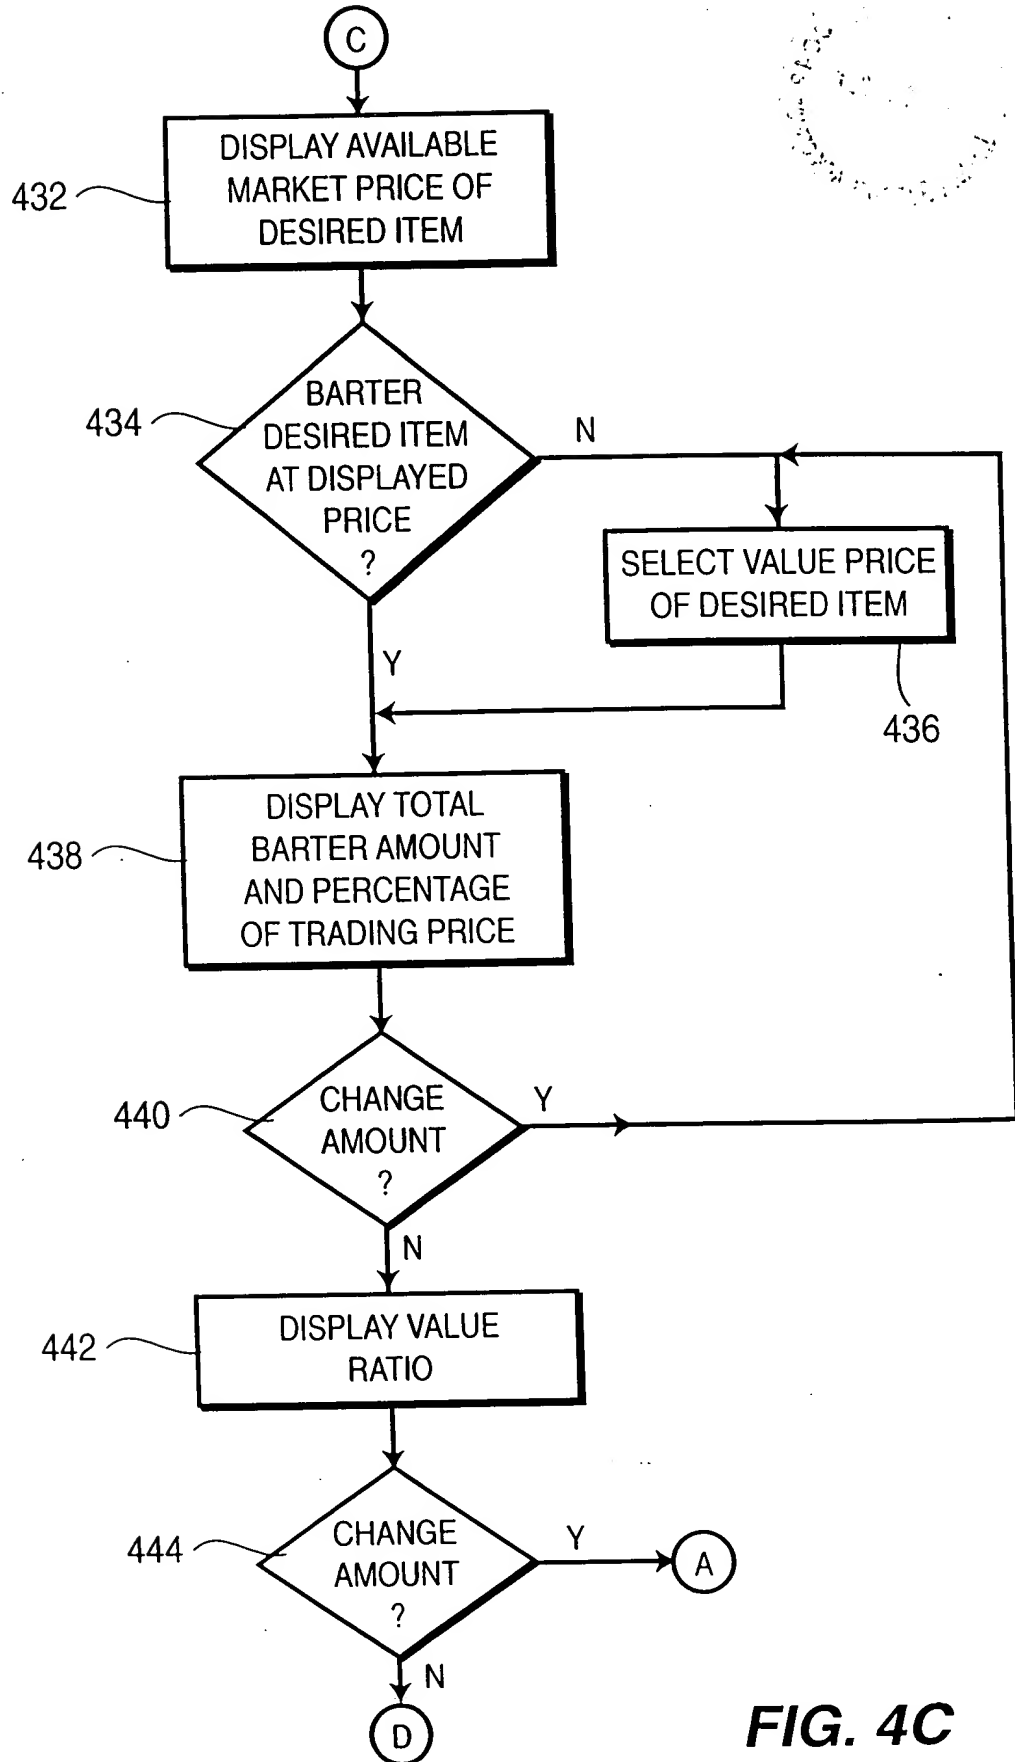 C
DISPLAY AVAILABLE
MARKET PRICE OF
DESIRED ITEM
432
BARTER
DESIRED ITEM
AT DISPLAYED
PRICE
?
434
N
SELECT VALUE PRICE
OF DESIRED ITEM
436
Y
DISPLAY TOTAL
BARTER AMOUNT
AND PERCENTAGE
OF TRADING PRICE
438
CHANGE
AMOUNT
?
440
Y
N
DISPLAY VALUE
RATIO
442
CHANGE
AMOUNT
?
444
Y
A
N
D
FIG. 4C